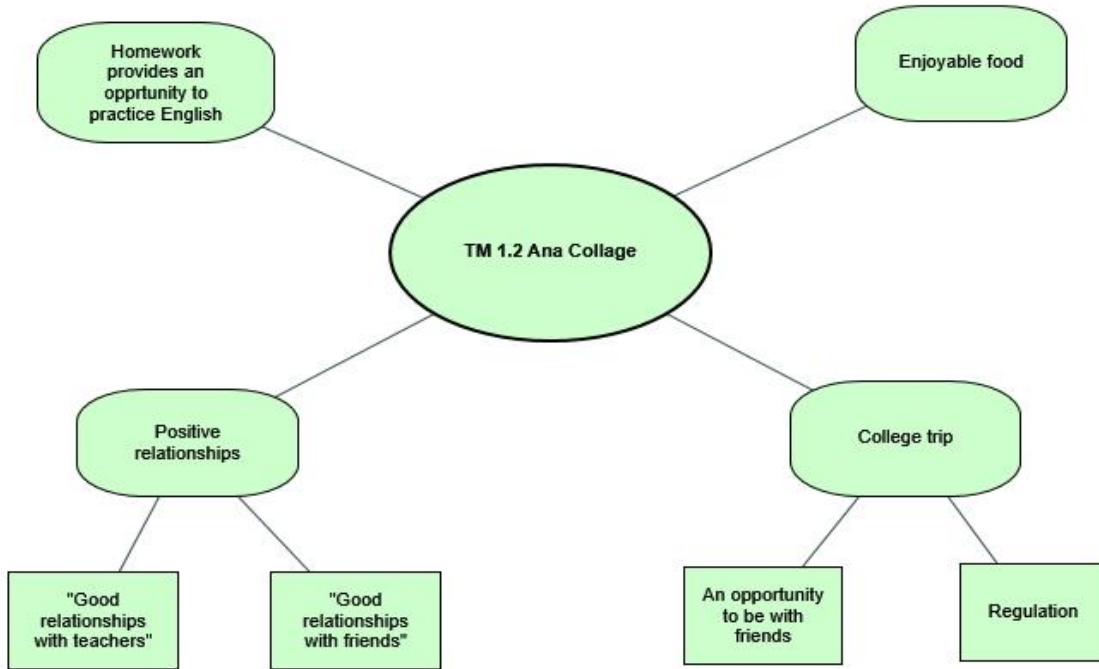 Homework
provides an
opprtunity to
practice English
Enjoyable food
TM 1.2 Ana Collage
Positive
relationships
College trip
"Good
relationships
with teachers"
"Good
relationships
with friends"
An opportunity
to be with
friends
Regulation